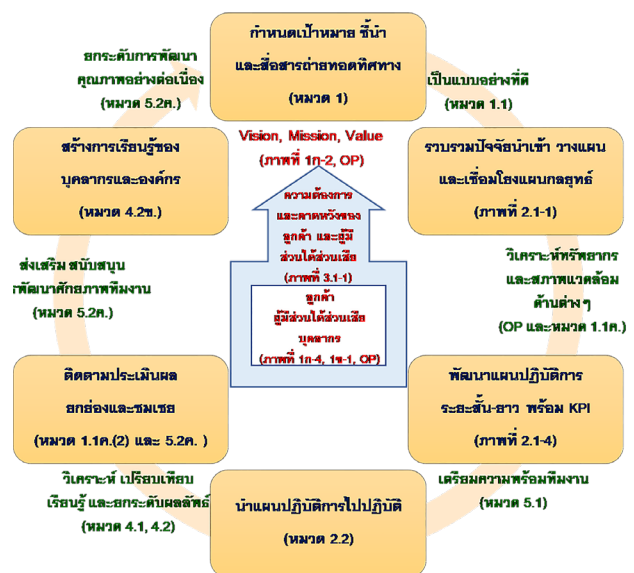 กำหนดเป้าหมาย ชี้นำ
และสื่อสารถ่ายทอดทิศทาง
(หมวด 1)
เป็นแบบอย่างที่ดี
(หมวด 1.1)
รวบรวมปัจจัยนำเข้า วางแผน
และเชื่อมโยงแผนกลยุทธ์
(ภาพที่ 2.1-1)
วิเคราะห์ทรัพยากร
และสภาพแวดล้อม
ด้านต่างๆ
(OP และหมวด 1.1ค.)
พัฒนาแผนปฏิบัติการ
ระยะสั้น-ยาว พร้อม KPI
(ภาพที่ 2.1-4)
เตรียมความพร้อมทีมงาน
(หมวด 5.1)
นำแผนปฏิบัติการไปปฏิบัติ
(หมวด 2.2)
วิเคราะห์ เปรียบเทียบ
เรียนรู้ และยกระดับผลลัพธ์
(หมวด 4.1, 4.2)
ติดตามประเมินผล
ยกย่องและชมเชย
(หมวด 1.1ค.(2) และ 5.2ค. )
ส่งเสริม สนับสนุน
พัฒนาศักยภาพทีมงาน
(หมวด 5.2ค.)
สร้างการเรียนรู้ของ
บุคลากรและองค์กร
(หมวด 4.2ข.)
ยกระดับการพัฒนา
คุณภาพอย่างต่อเนื่อง
(หมวด 5.2ค.)
Vision, Mission, Value
(ภาพที่ 1ก-2, OP)
ความต้องการ
และคาดหวังของ
ลูกค้า และผู้มี
ส่วนได้ส่วนเสีย
(ภาพที่ 3.1-1)
ลูกค้า
ผู้มีส่วนได้ส่วนเสีย
บุคลากร
(ภาพที่ 1ก-4, 1ข-1, OP)